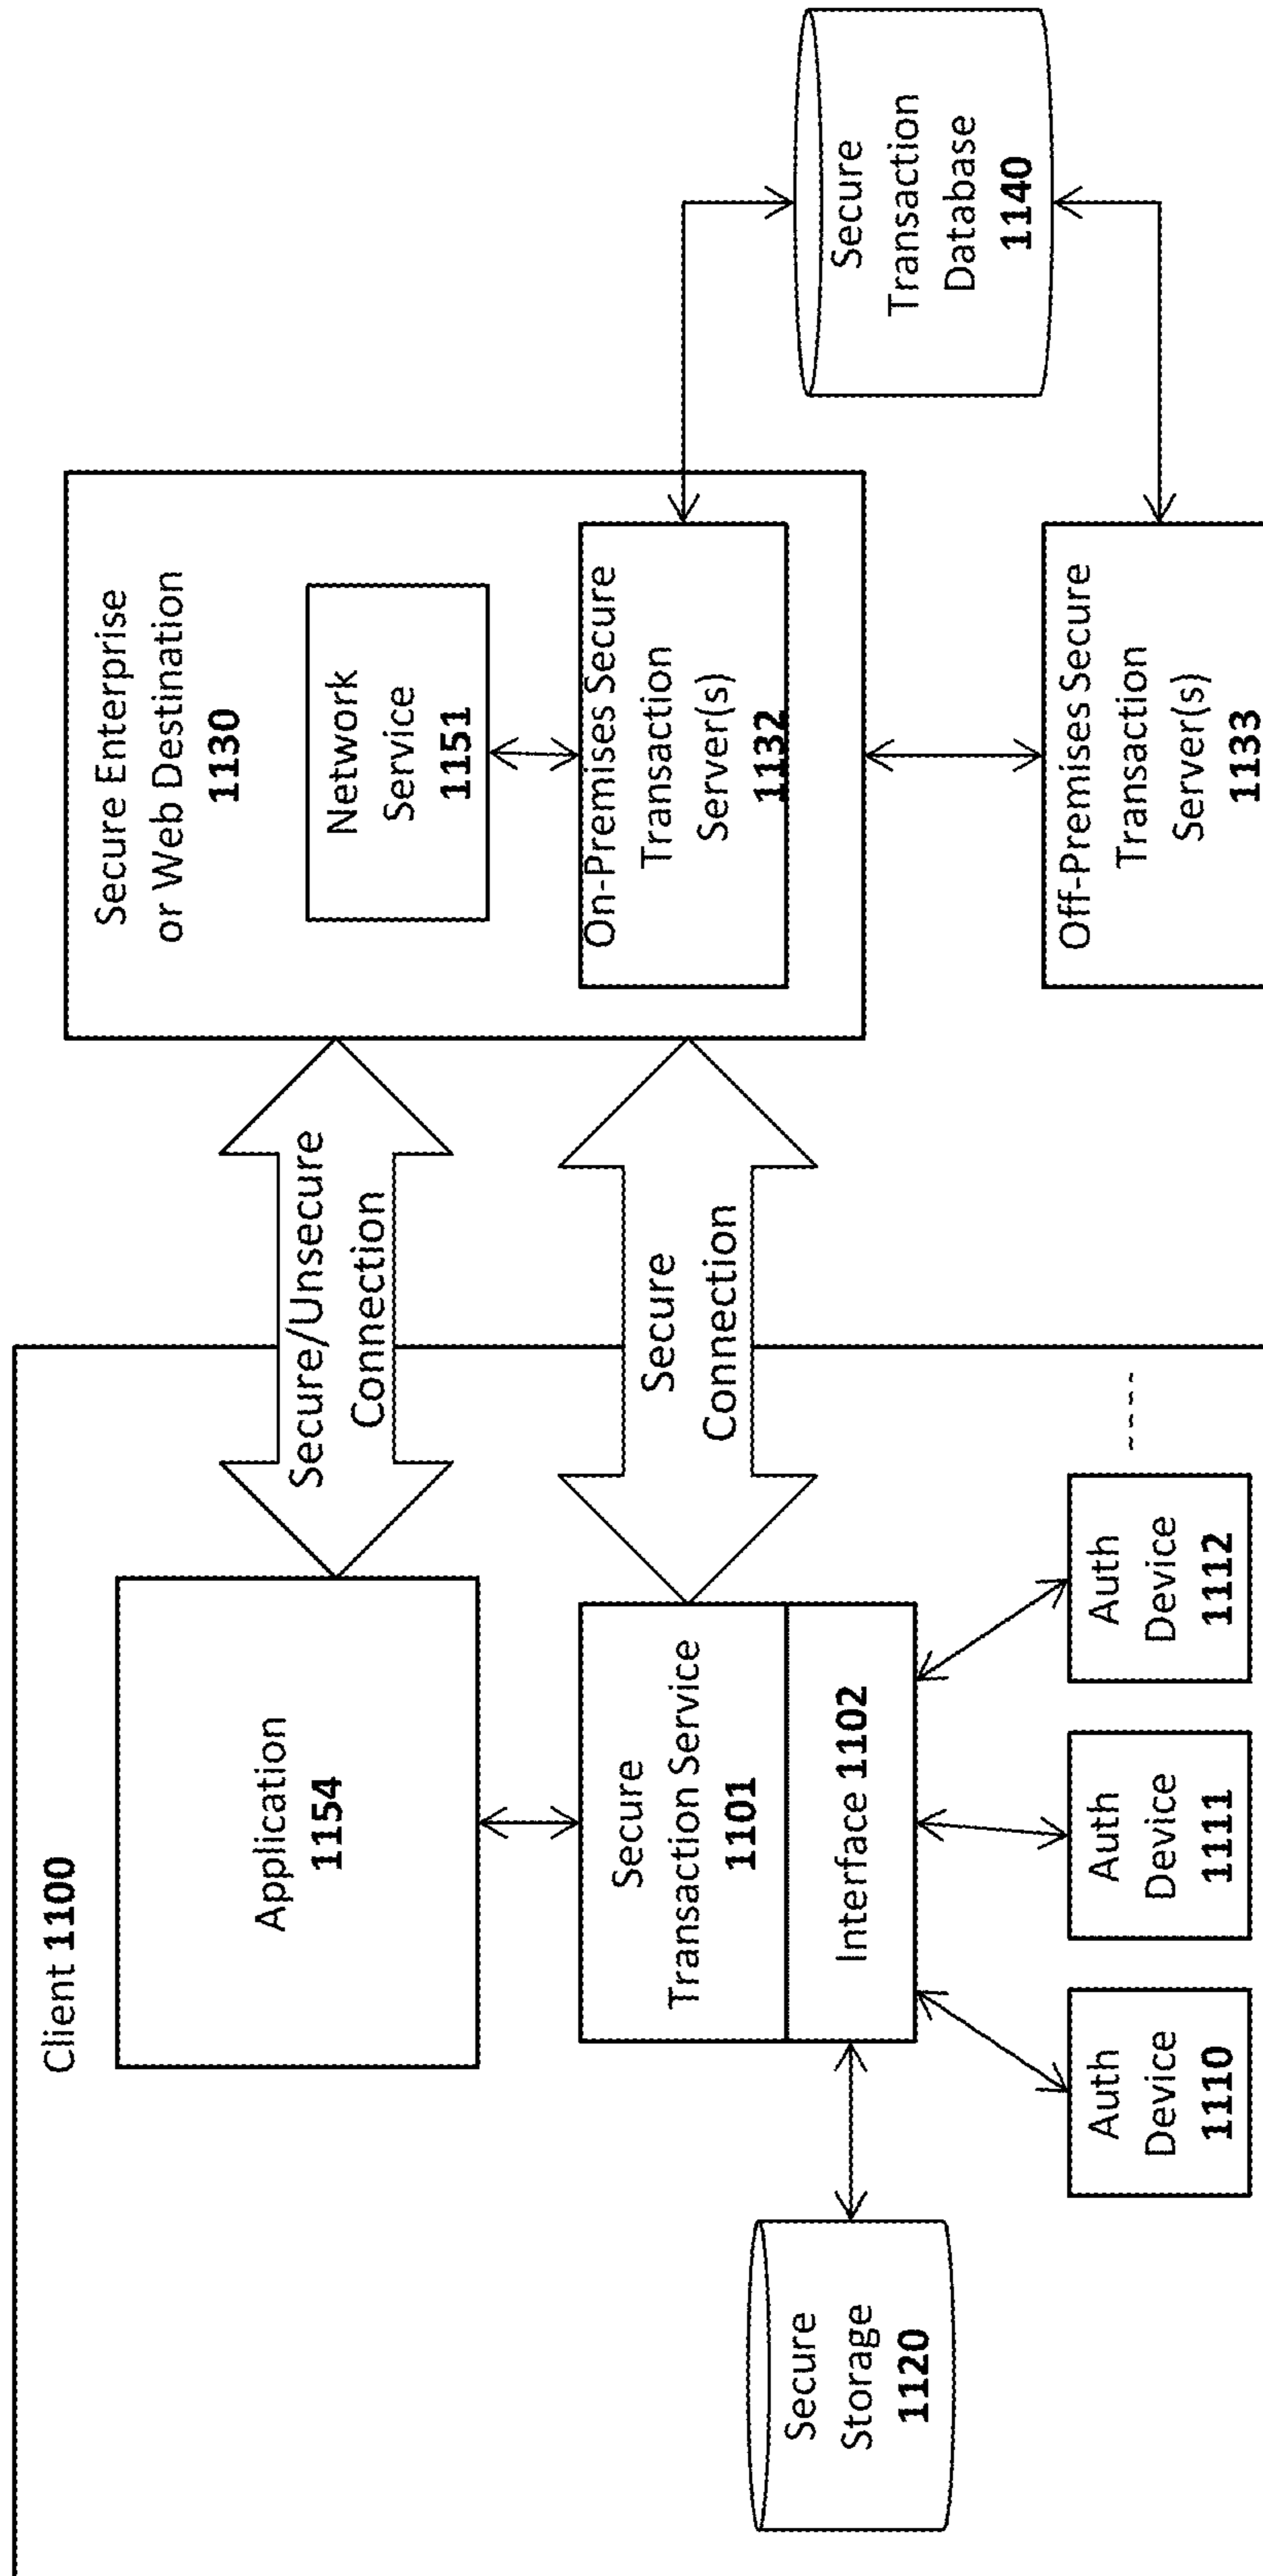 Client 1100
Application
1154
Secure
Transaction Service
1101
Interface 1102
Secure
Storage
1120
Auth
Device
1110
Auth
Device
1111
Auth
Device
1112
Secure/Unsecure
Connection
Secure
Connection
Secure Enterprise
or Web Destination
1130
Network
Service
1151
On-Premises Secure
Transaction
Server(s)
1132
Off-Premises Secure
Transaction
Server(s)
1133
Secure
Transaction
Database
1140